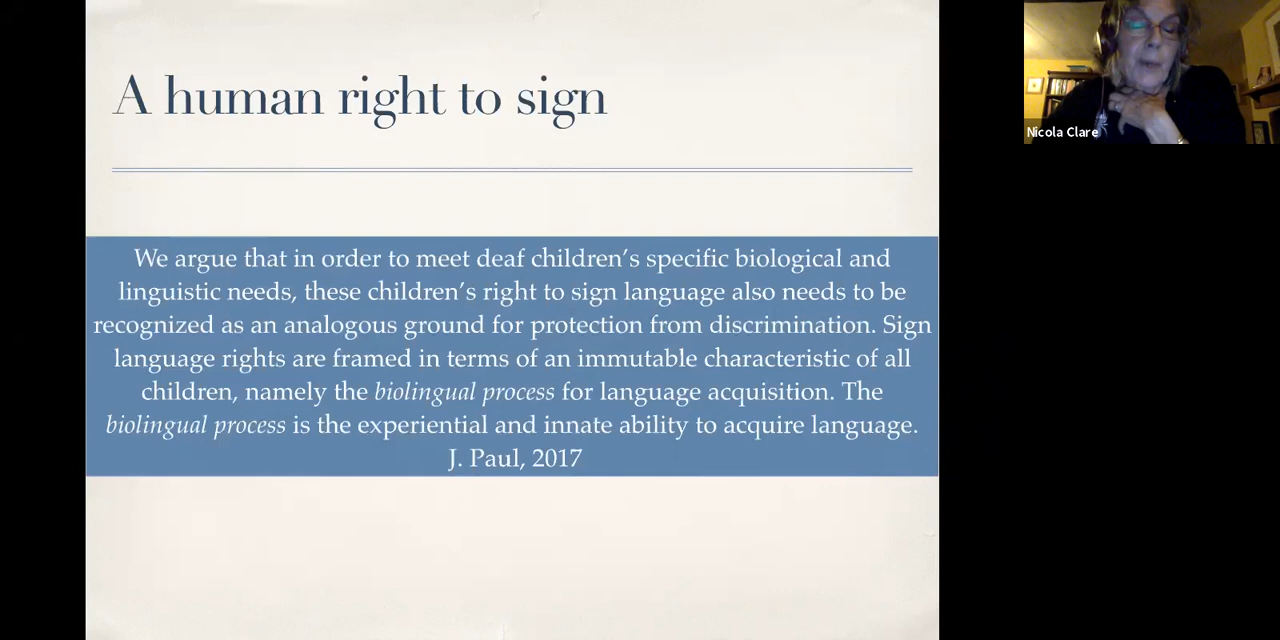 A human right to sign
We argue that in order to meet deaf children's specific biological and
linguistic needs, these children's right to sign language also needs to be
recognized as an analogous ground for protection from discrimination. Sign
language rights are framed in terms of an immutable characteristic of all
children, namely the biolingual process for language acquisition. The
biolingual process is the experiential and innate ability to acquire language.
J. Paul, 2017
Nicola Clare